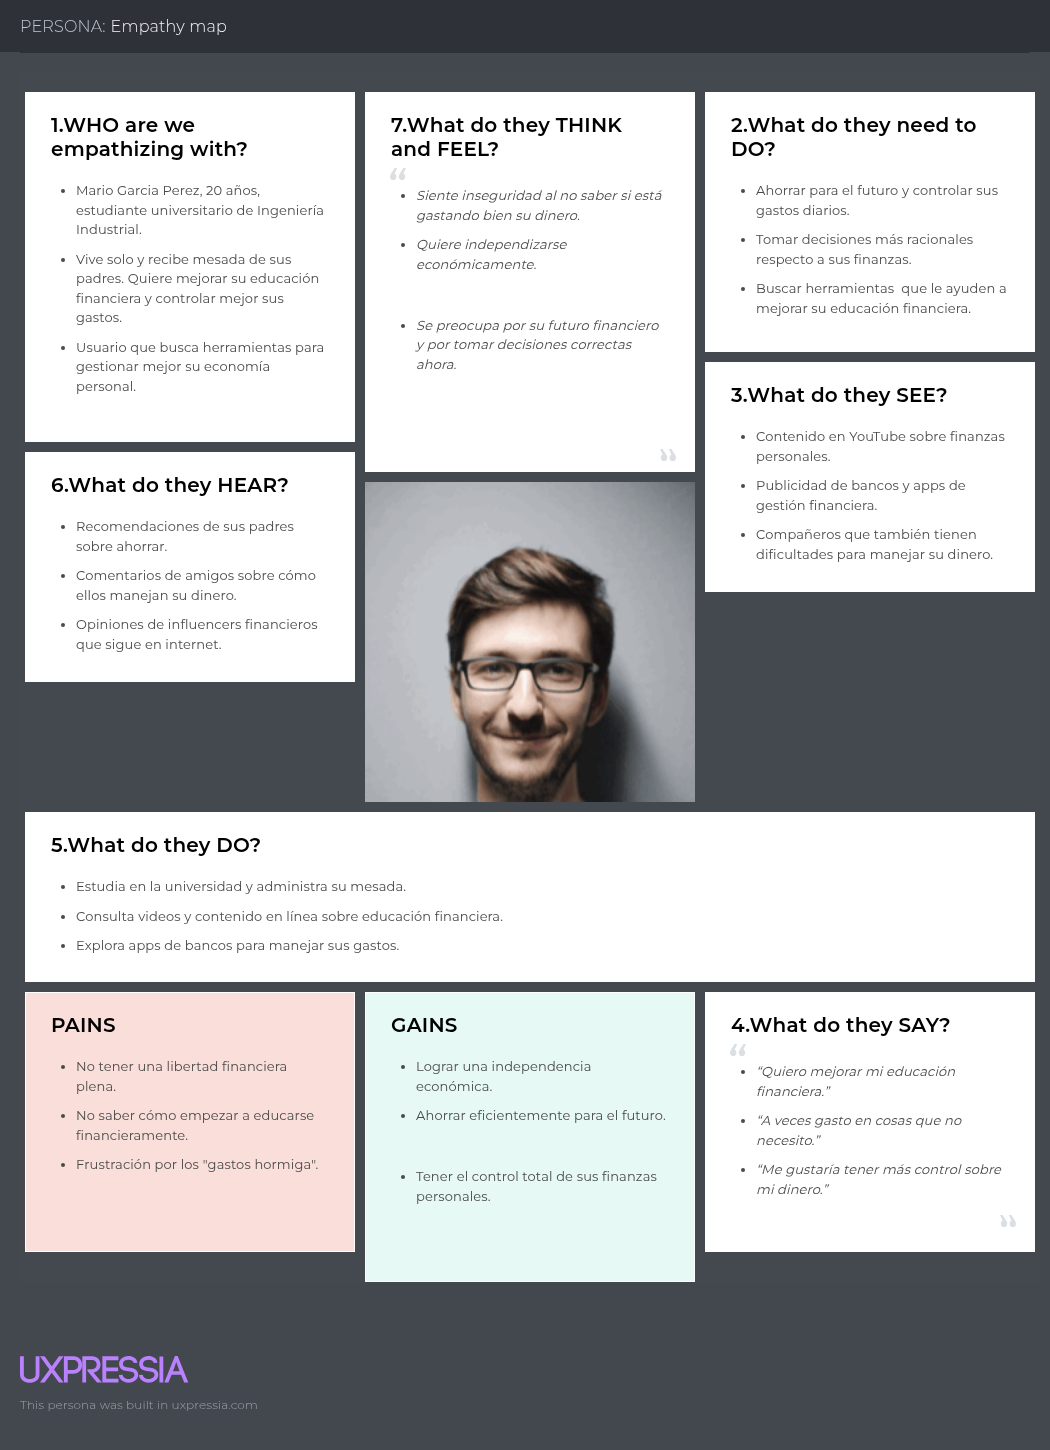 PERSONA: Empathy map
1.WHO are we
empathizing with?
• Mario Garcia Perez, 20 años,
estudiante universitario de Ingeniería
Industrial.
• Vive solo y recibe mesada de sus
padres. Quiere mejorar su educación
financiera y controlar mejor sus
gastos.
• Usuario que busca herramientas para
gestionar mejor su economía
personal.
6.What do they HEAR?
• Recomendaciones de sus padres
sobre ahorrar.
• Comentarios de amigos sobre cómo
ellos manejan su dinero.
• Opiniones de influencers financieros
que sigue en internet.
7.What do they THINK
and FEEL?
“
• Siente inseguridad al no saber si está
gastando bien su dinero.
• Quiere independizarse
económicamente.
• Se preocupa por su futuro financiero
y por tomar decisiones correctas
ahora.
”
2.What do they need to
DO?
• Ahorrar para el futuro y controlar sus
gastos diarios.
• Tomar decisiones más racionales
respecto a sus finanzas.
• Buscar herramientas  que le ayuden a
mejorar su educación financiera.
3.What do they SEE?
• Contenido en YouTube sobre finanzas
personales.
• Publicidad de bancos y apps de
gestión financiera.
• Compañeros que también tienen
dificultades para manejar su dinero.
5.What do they DO?
• Estudia en la universidad y administra su mesada.
• Consulta videos y contenido en línea sobre educación financiera.
• Explora apps de bancos para manejar sus gastos.
PAINS
• No tener una libertad financiera
plena.
• No saber cómo empezar a educarse
financieramente.
• Frustración por los "gastos hormiga".
GAINS
• Lograr una independencia
económica.
• Ahorrar eficientemente para el futuro.
• Tener el control total de sus finanzas
personales.
4.What do they SAY?
“
• “Quiero mejorar mi educación
financiera.”
• “A veces gasto en cosas que no
necesito.”
• “Me gustaría tener más control sobre
mi dinero.”
”
UXPRESSIA
This persona was built in uxpressia.com